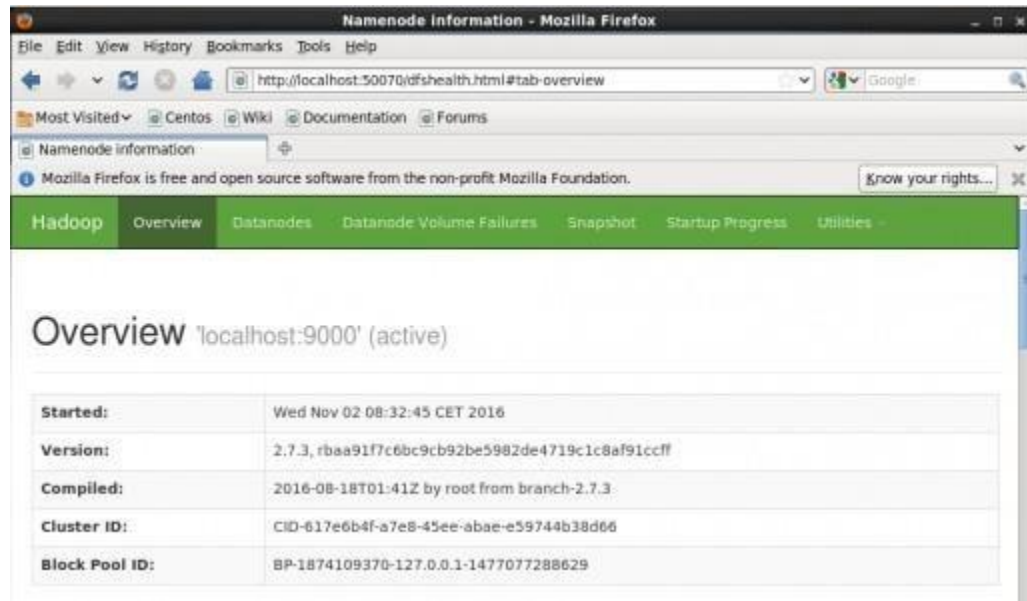 Namenode information - Mozilla Firefox
File Edit View History Bookmarks Tools Help
http://localhost:50070/dfshealth.html#tab-overview
Google
Most Visited Centos Wiki Documentation Forums
Namenode information
Mozilla Firefox is free and open source software from the non-profit Mozilla Foundation. Know your rights...
Hadoop Overview Datanodes Datanode Volume Failures Snapshot Startup Progress Utilities
Overview 'localhost:9000' (active)
Started: Wed Nov 02 08:32:45 CET 2016
Version: 2.7.3, rbaa91f7c6bc9cb92be5982de4719c1c8af91ccff
Compiled: 2016-08-18T01:41Z by root from branch-2.7.3
Cluster ID: CID-617e6b4f-a7e8-45ee-abae-e59744b38d66
Block Pool ID: BP-1874109370-127.0.0.1-1477077288629